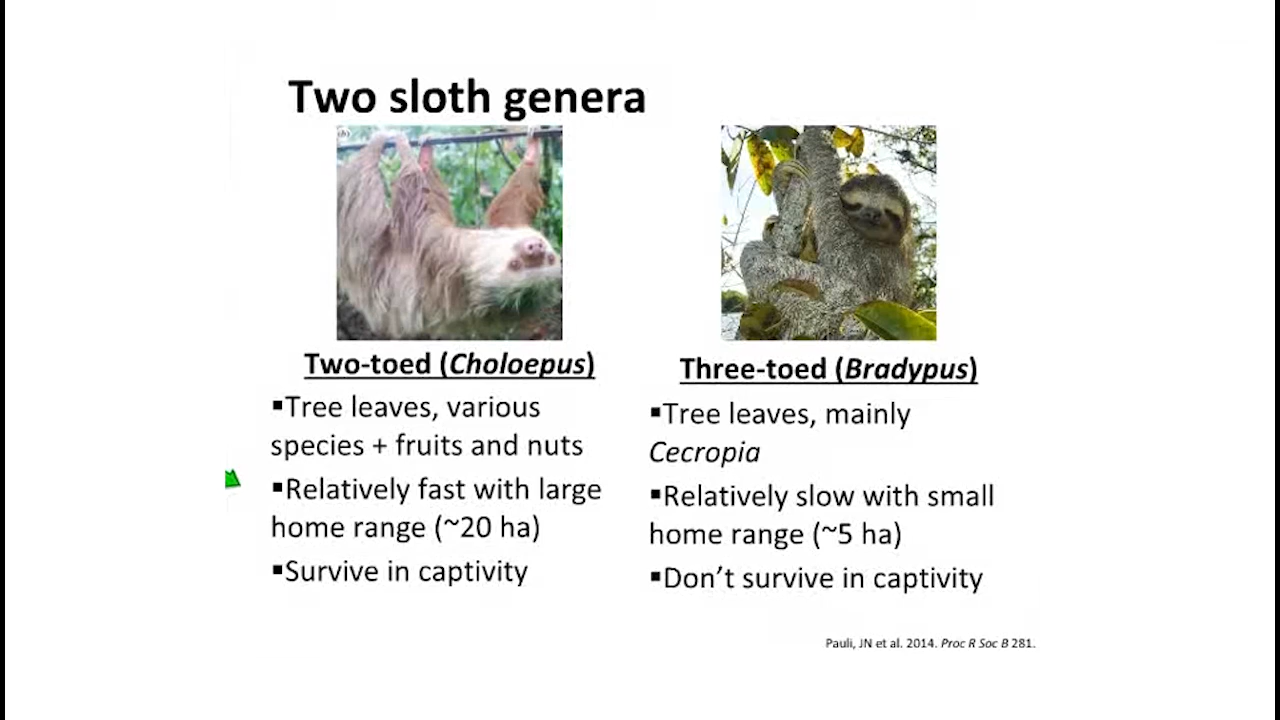 Two sloth genera
(b)
Two-toed (Choloepus)
▪Tree leaves, various
species + fruits and nuts
▪Relatively fast with large
home range (~20 ha)
▪Survive in captivity
Three-toed (Bradypus)
▪Tree leaves, mainly
Cecropia
▪Relatively slow with small
home range (~5 ha)
▪Don’t survive in captivity
Pauli, JN et al. 2014. Proc R Soc B 281.